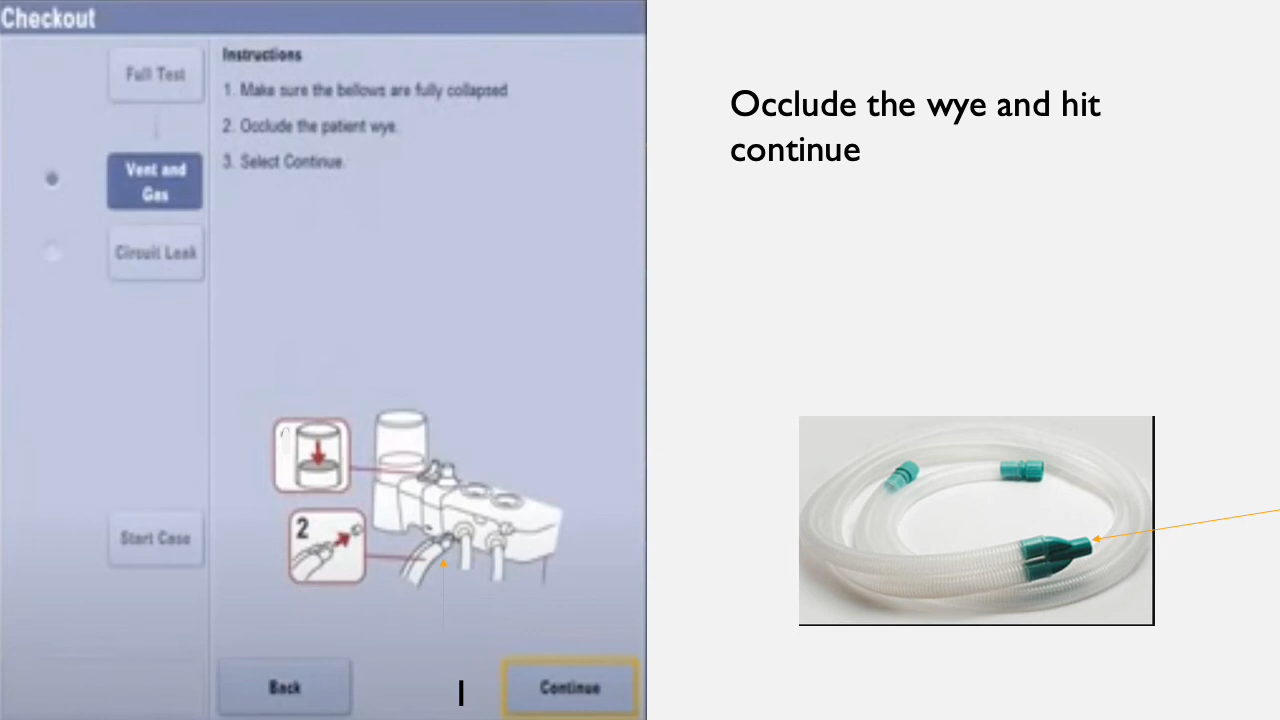 Checkout
Full Test
Vent and
Gas
Circuit Leak
Start Case
Instructions
1. Make sure the bellows are fully collapsed
2. Occlude the patient wye.
3. Select Continue.
2
Back
Continue
Occlude the wye and hit
continue